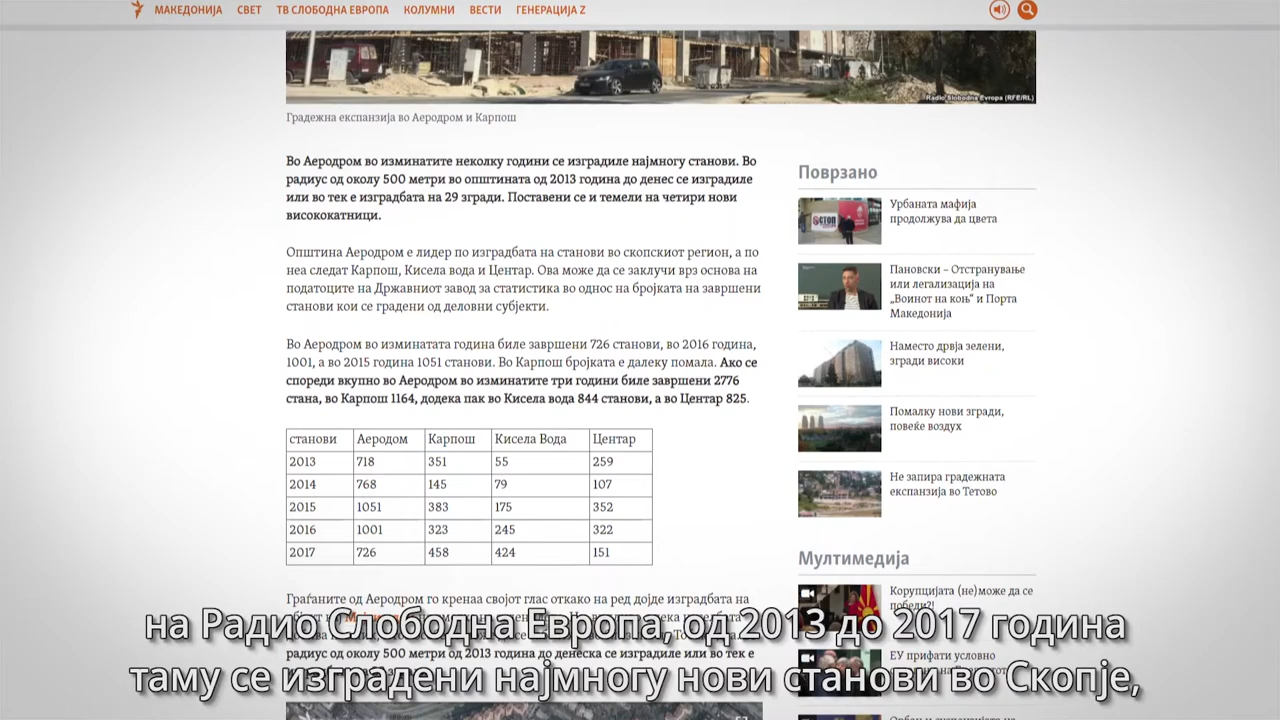 МАКЕДОНИЈА СВЕТ ТВ СЛОБОДНА ЕВРОПА КОЛУМНИ ВЕСТИ ГЕНЕРАЦИЈА Z
Radio Slobodna Evropa (RFE/RL)
Градежна експанзија во Аеродром и Карпош
Во Аеродром во изминатите неколку години се изградиле најмногу станови. Во
радиус од околу 500 метри во општината од 2013 година до денес се изградиле
или во тек е изградбата на 29 згради. Поставени се и темели на четири нови
висококатници.
Општина Аеродром е лидер по изградбата на станови во скопскиот регион, а по
неа следат Карпош, Кисела вода и Центар. Ова може да се заклучи врз основа на
податоците на Државниот завод за статистика во однос на бројката на завршени
станови кои се градени од деловни субјекти.
Во Аеродром во изминатата година биле завршени 726 станови, во 2016 година,
1001, а во 2015 година 1051 станови. Во Карпош бројката е далеку помала. Ако се
спореди вкупно во Аеродром во изминатите три години биле завршени 2776
стана, во Карпош 1164, додека пак во Кисела вода 844 станови, а во Центар 825.
станови Аеродом Карпош Кисела Вода Центар
2013 718 351 55 259
2014 768 145 79 107
2015 1051 383 175 352
2016 1001 323 245 322
2017 726 458 424 151
Граѓаните од Аеродром го кренаа својот глас откако на ред дојде изградбата на
радиус од околу 500 метри од 2013 година до денеска се изградиле или во тек е
Поврзано
СТОП
Урбаната мафија
продолжува да цвета
Пановски – Отстранување
или легализација на
„Воинот на коњ“ и Порта
Македонија
Наместо дрвја зелени,
згради високи
Помалку нови згради,
повеќе воздух
Не запира градежната
експанзија во Тетово
Мултимедија
Корупцијата (не)може да се
победи?!
ЕУ прифати условно
на Радио Слободна Европа, од 2013 до 2017 година
таму се изградени најмногу нови станови во Скопје,